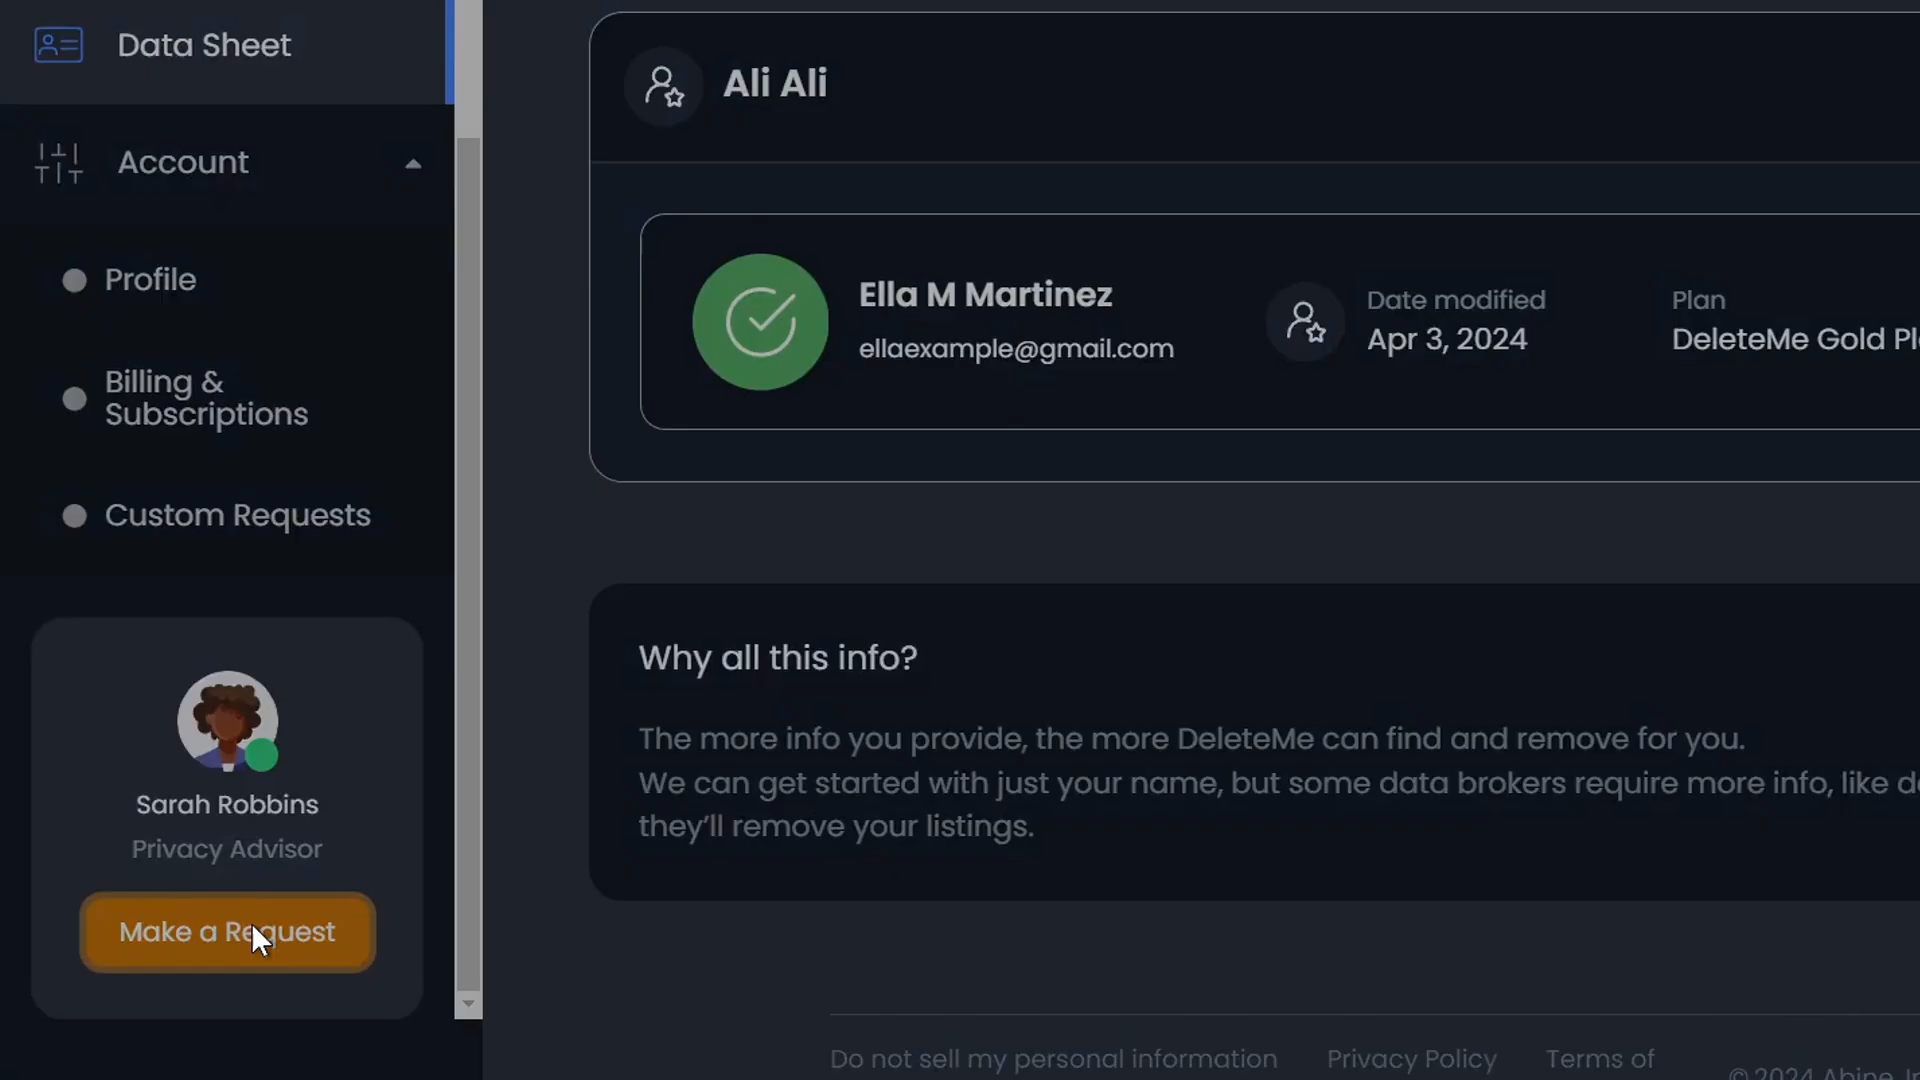 Data Sheet
Account
Profile
Billing &
Subscriptions
Custom Requests
Sarah Robbins
Privacy Advisor
Make a Request
Ali Ali
Ella M Martinez
ellaexample@gmail.com
Date modified
Apr 3, 2024
Plan
DeleteMe Gold
Why all this info?
The more info you provide, the more DeleteMe can find and remove for you.
We can get started with just your name, but some data brokers require more info, like
they'll remove your listings.
Do not sell my personal information
Privacy Policy
Terms of
© 2024 Abine,